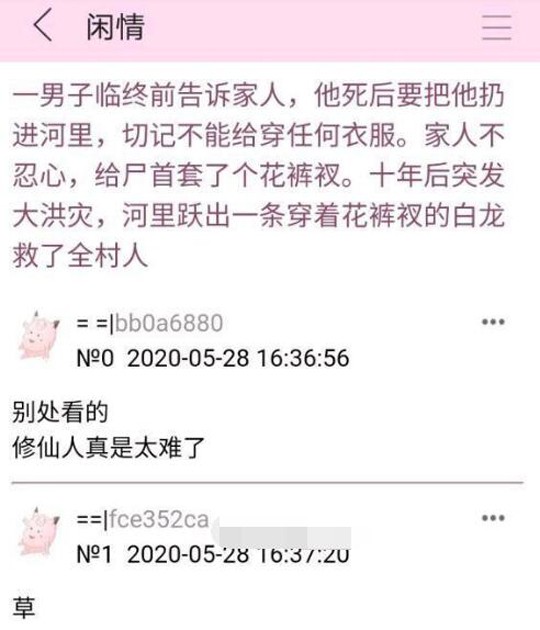 闲情
一男子临终前告诉家人，他死后要把他扔
进河里，切记不能给穿任何衣服。家人不
忍心，给尸首套了个花裤衩。十年后突发
大洪灾，河里跃出一条穿着花裤衩的白龙
救了全村人
= =|bb0a6880
№0 2020-05-28 16:36:56
别处看的
修仙人真是太难了
==|fce352ca
№1 2020-05-28 16:37:20
草